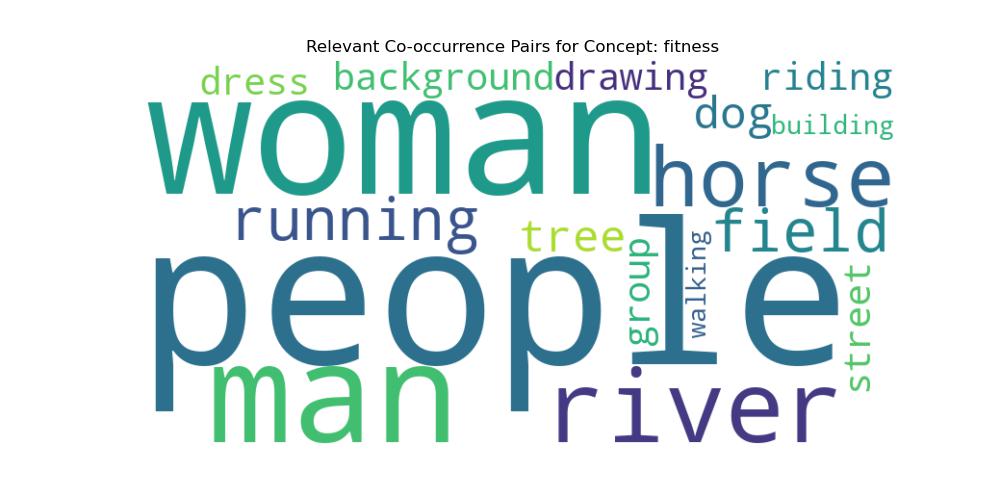 Relevant Co-occurrence Pairs for Concept: fitness
dress background drawing riding
woman dog building
horse
running tree field
people group walking street
man river